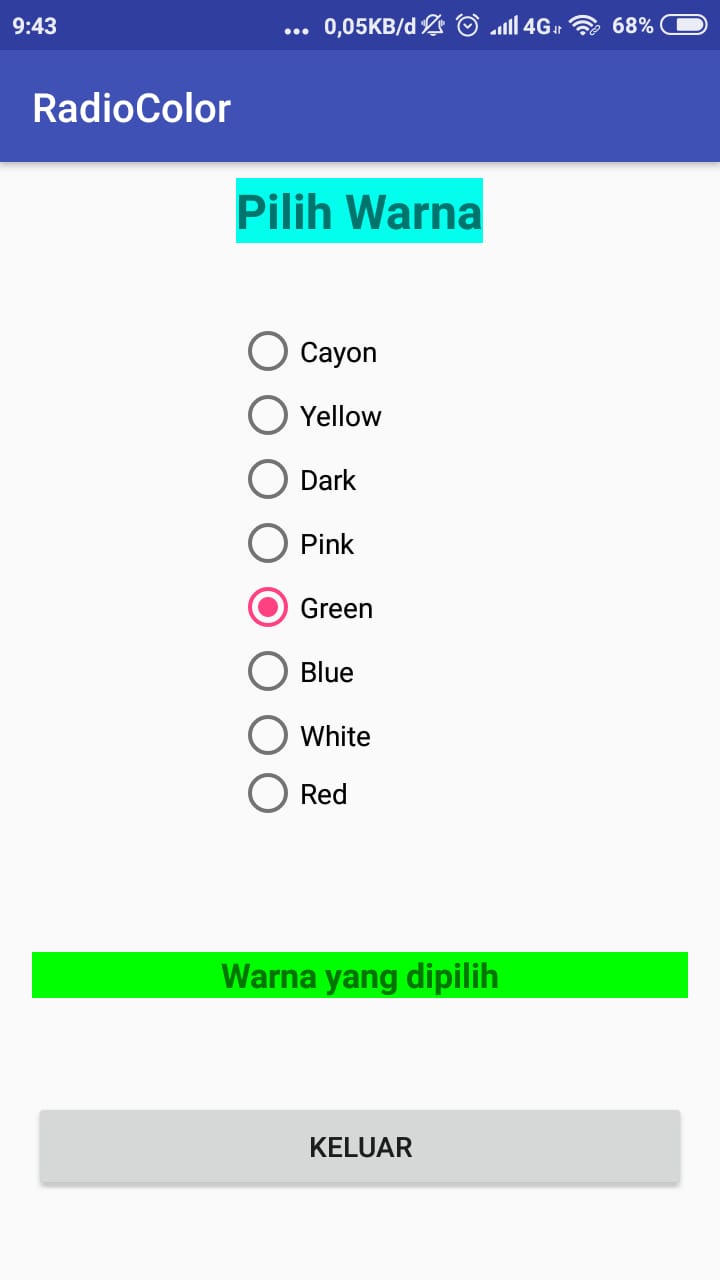 9:43 ... 0,05KB/d 4G 68%
RadioColor
Pilih Warna
Cayon
Yellow
Dark
Pink
Green
Blue
White
Red
Warna yang dipilih
KELUAR